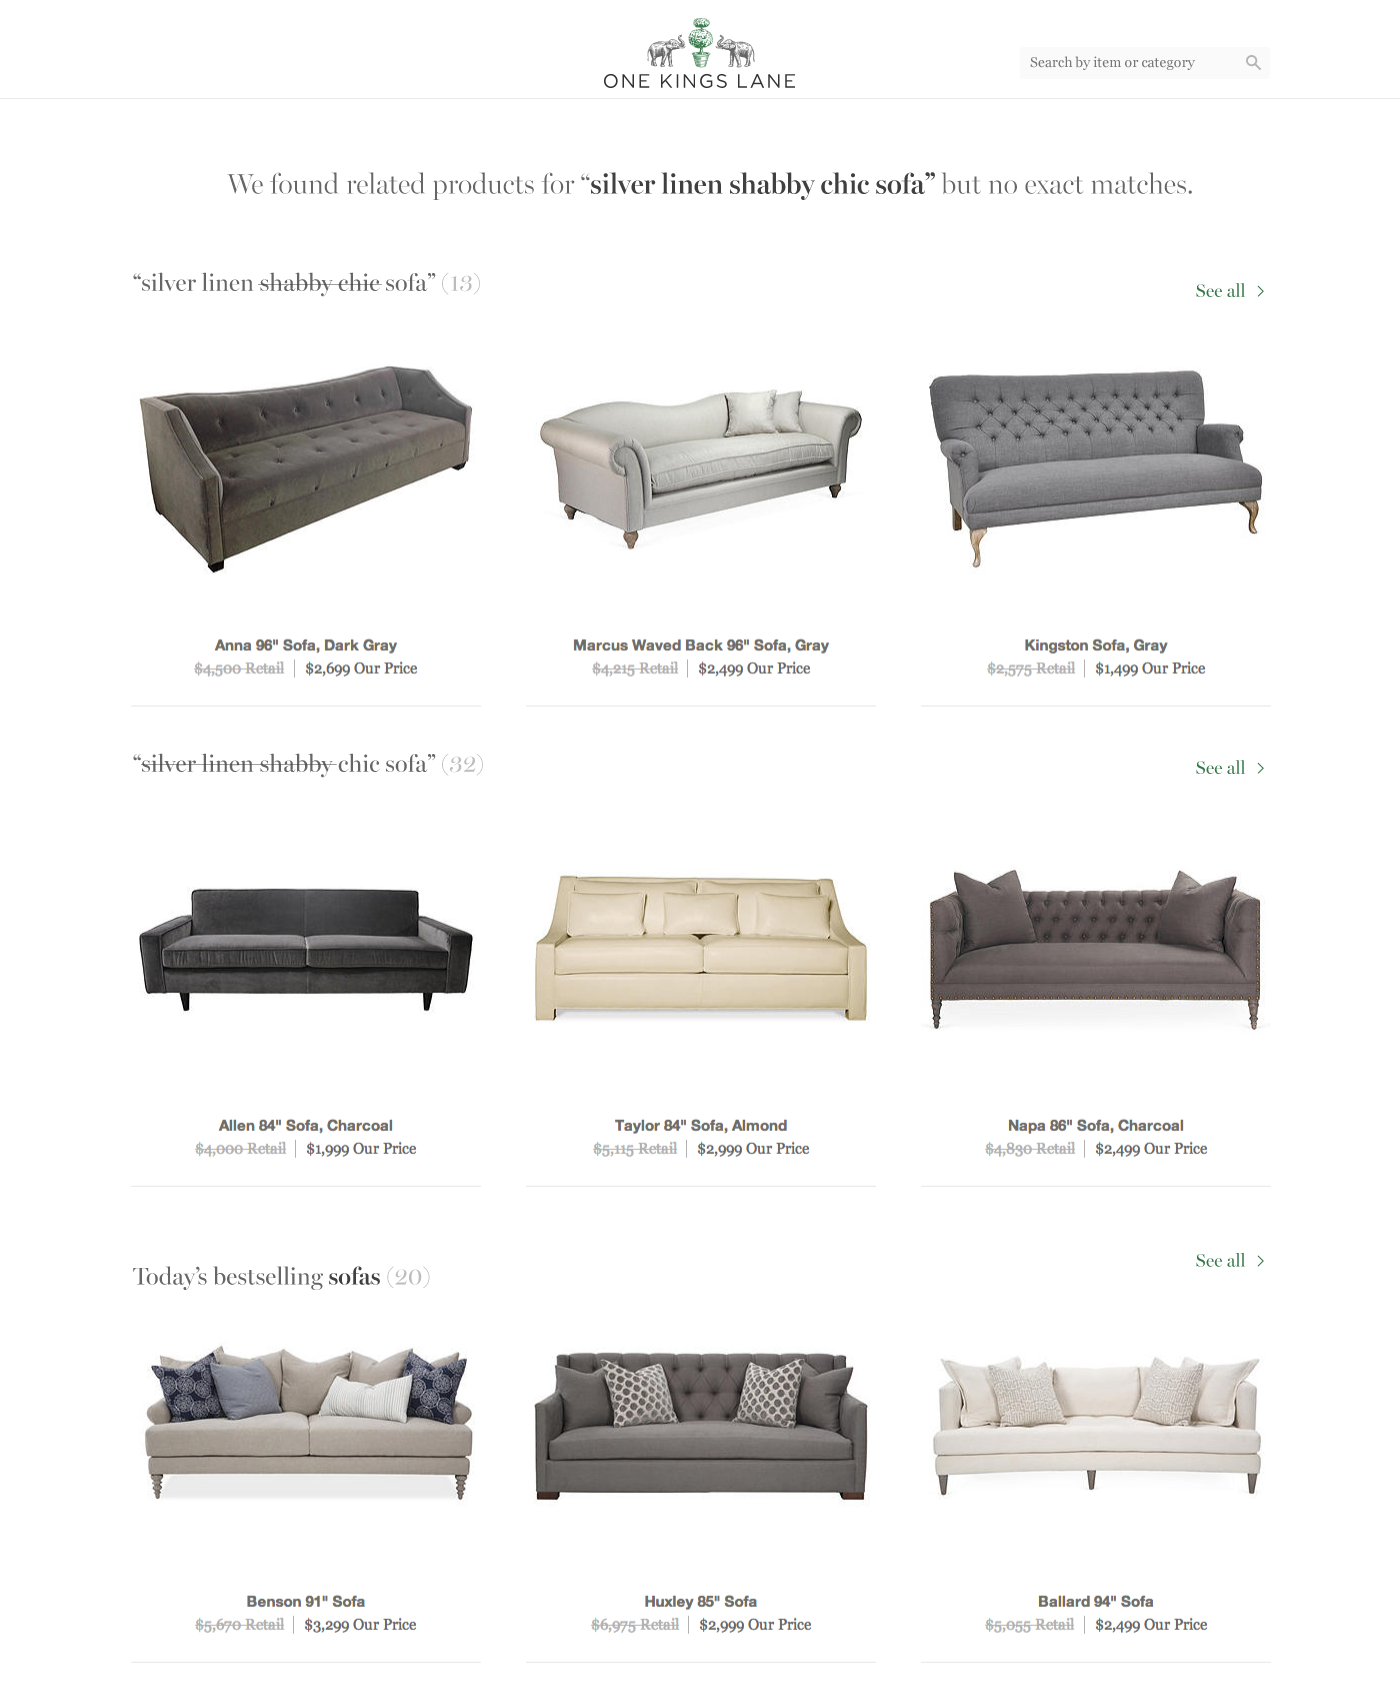 ONE KINGS LANE
Search by item or category
We found related products for “silver linen shabby chic sofa” but no exact matches.
“silver linen shabby chic sofa” (13)
See all >
Anna 96" Sofa, Dark Gray
$4,500 Retail | $2,699 Our Price
Marcus Waved Back 96" Sofa, Gray
$4,215 Retail | $2,499 Our Price
Kingston Sofa, Gray
$2,575 Retail | $1,499 Our Price
“silver linen shabby chic sofa” (32)
See all >
Allen 84" Sofa, Charcoal
$4,000 Retail | $1,999 Our Price
Taylor 84" Sofa, Almond
$5,115 Retail | $2,999 Our Price
Napa 86" Sofa, Charcoal
$4,830 Retail | $2,499 Our Price
Today’s bestselling sofas (20)
See all >
Benson 91" Sofa
$5,670 Retail | $3,299 Our Price
Huxley 85" Sofa
$6,975 Retail | $2,999 Our Price
Ballard 94" Sofa
$5,055 Retail | $2,499 Our Price